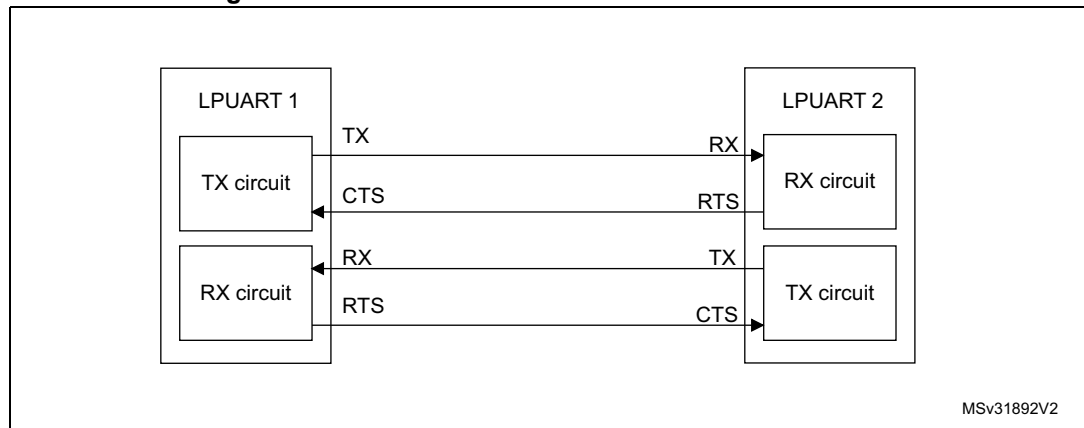 LPUART 1
LPUART 2
TX
RX
TX circuit
RX circuit
CTS
RTS
RX
TX
RX circuit
TX circuit
RTS
CTS
MSv31892V2